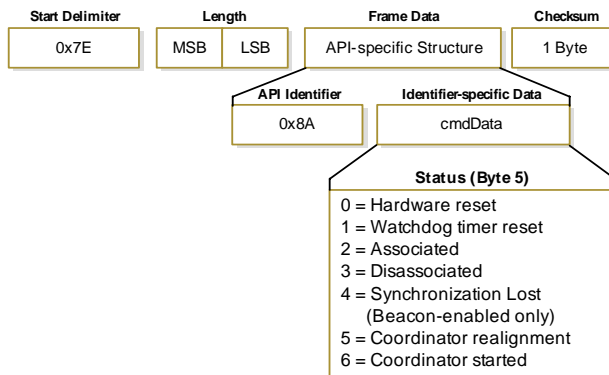 Start Delimiter Length Frame Data Checksum
0x7E MSB LSB API-specific Structure 1 Byte
API Identifier Identifier-specific Data
0x8A cmdData
Status (Byte 5)
0 = Hardware reset
1 = Watchdog timer reset
2 = Associated
3 = Disassociated
4 = Synchronization Lost
(Beacon-enabled only)
5 = Coordinator realignment
6 = Coordinator started